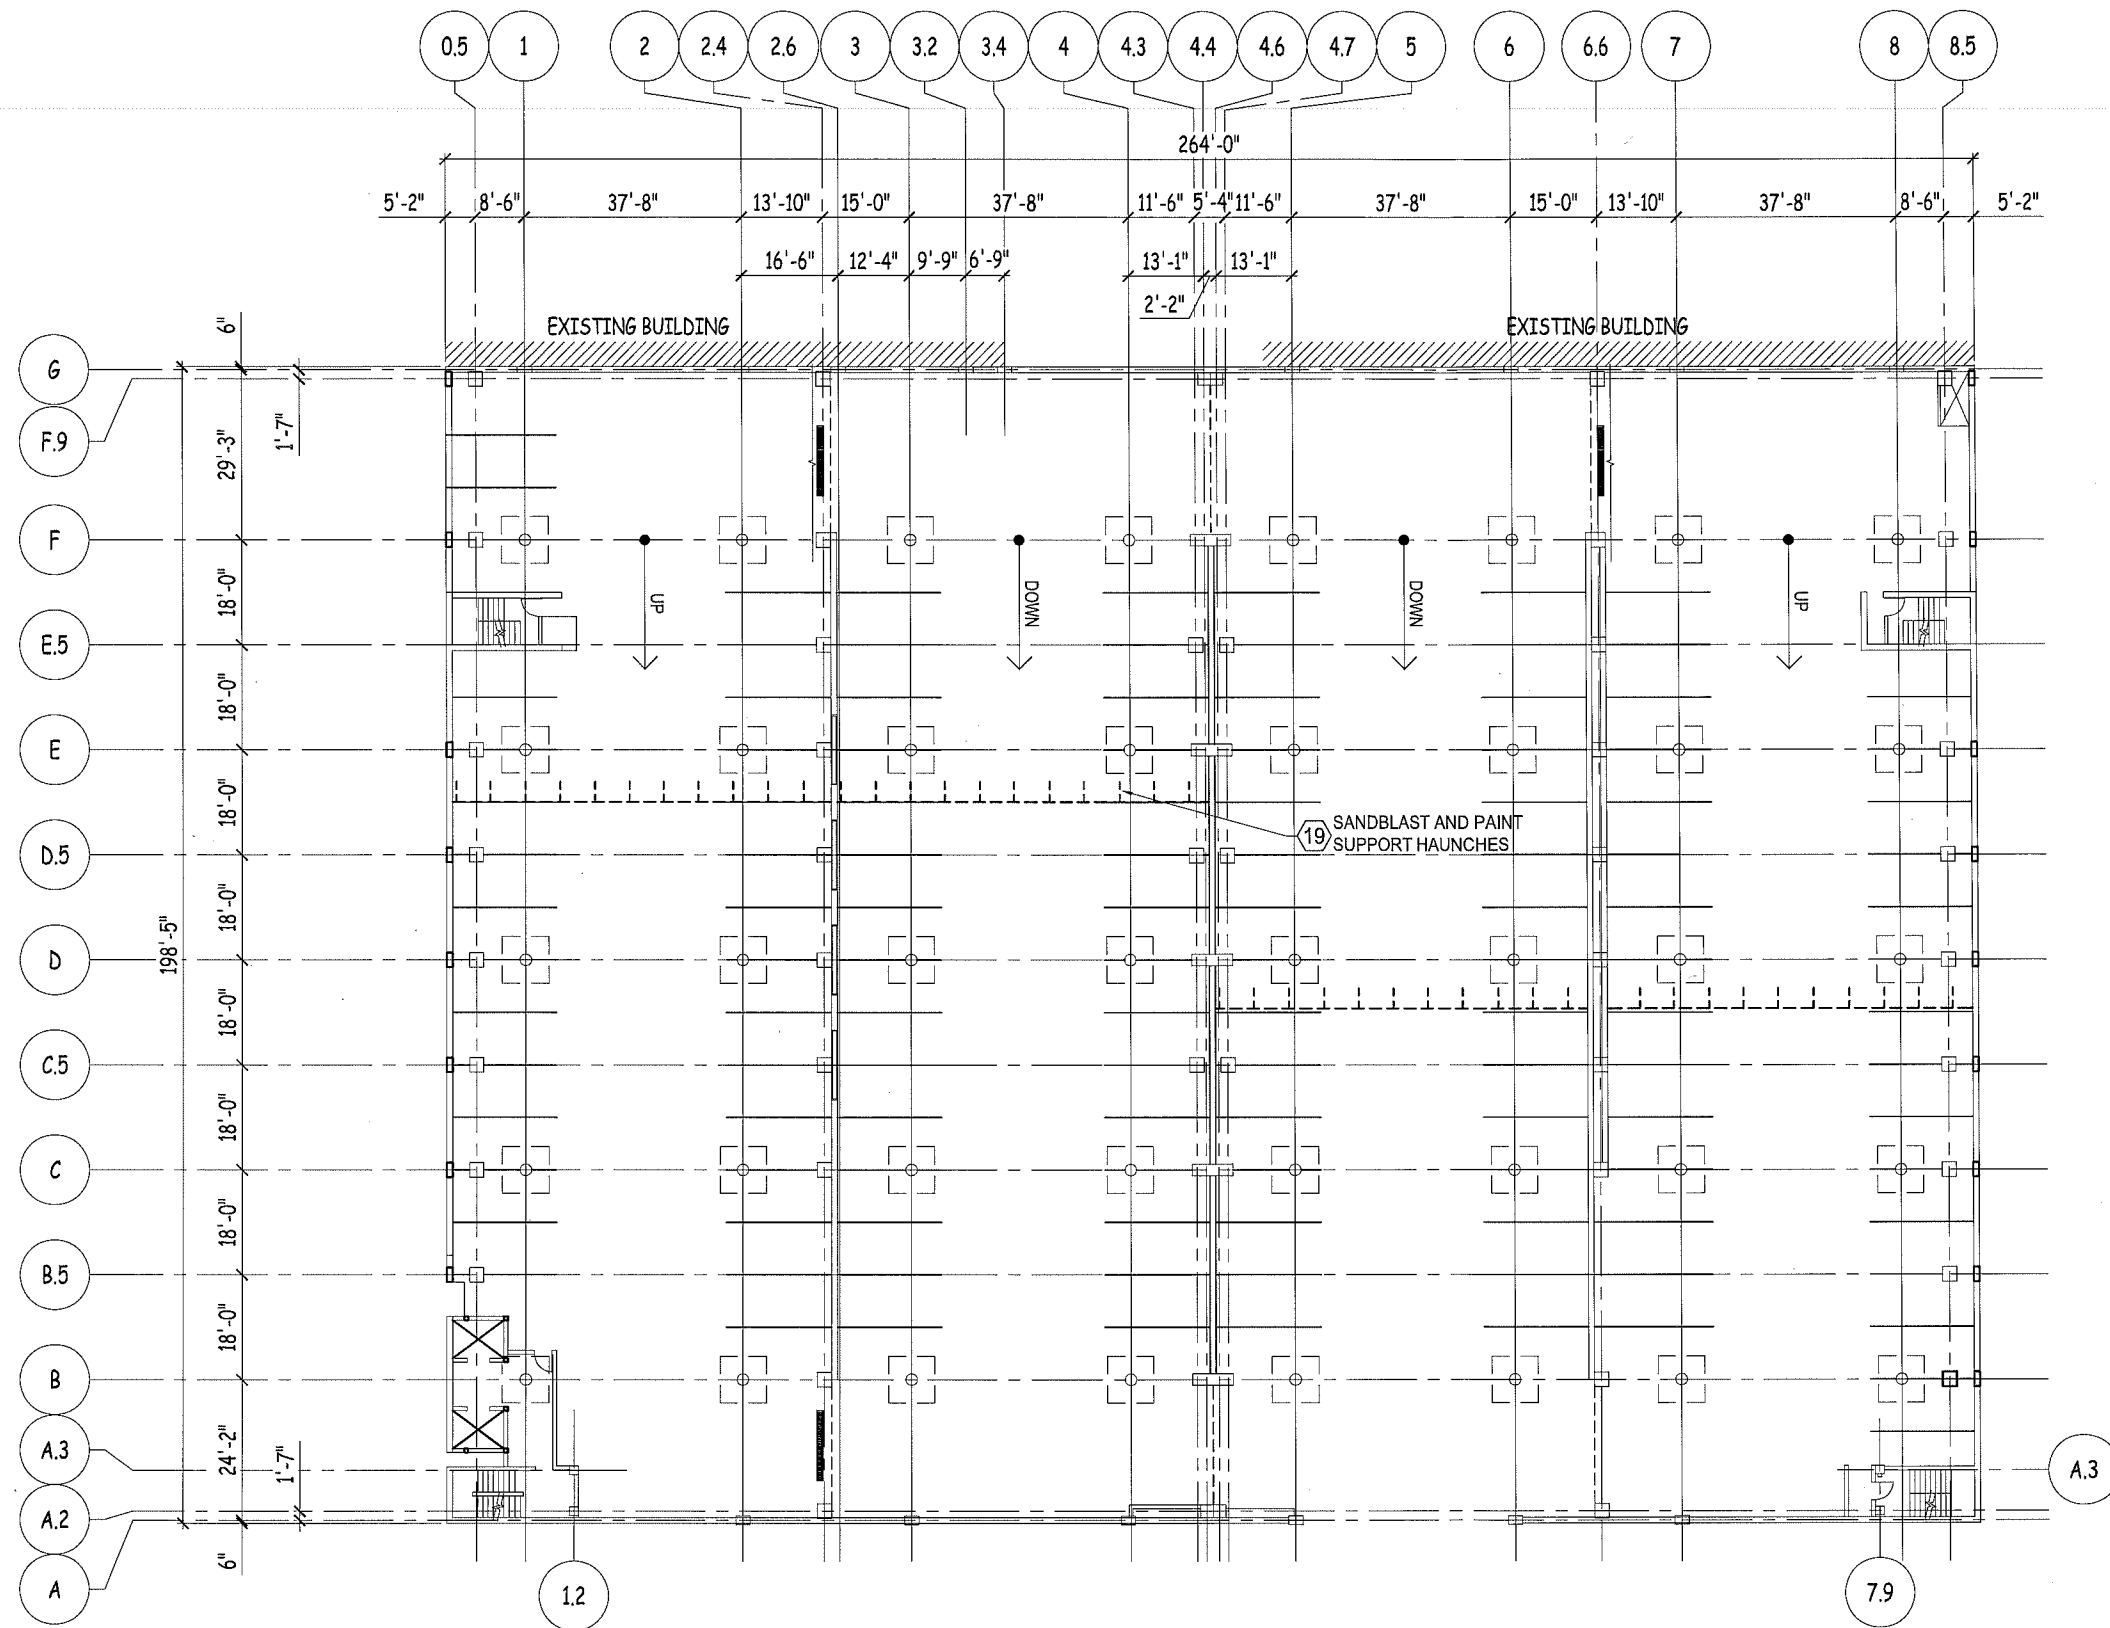 0.5 1 2 2.4 2.6 3 3.2 3.4 4 4.3 4.4 4.6 4.7 5 6 6.6 7 8 8.5
264'-0"
5'-2" 8'-6" 37'-8" 13'-10" 15'-0" 37'-8" 11'-6" 5'-4" 11'-6" 37'-8" 15'-0" 13'-10" 37'-8" 8'-6" 5'-2"
16'-6" 12'-4" 9'-9" 6'-9" 13'-1" 13'-1"
2'-2"
6" EXISTING BUILDING EXISTING BUILDING
G
F.9 29'-3" 1'-7"
F
18'-0" UP DOWN DOWN UP
E.5
18'-0"
E
18'-0"
19 SANDBLAST AND PAINT
SUPPORT HAUNCHES
D.5
18'-0"
198'-5"
D
18'-0"
C.5
18'-0"
C
18'-0"
B.5
18'-0"
B
A.3 24'-2" 1'-7" A.3
A.2
6"
A 1.2 7.9